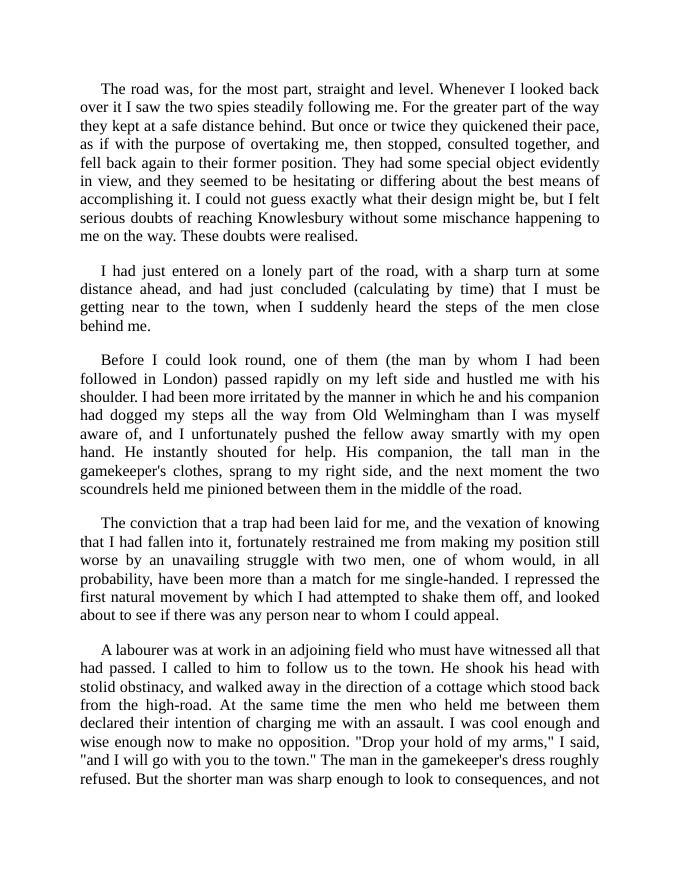 The road was, for the most part, straight and level. Whenever I looked back
over it I saw the two spies steadily following me. For the greater part of the way
they kept at a safe distance behind. But once or twice they quickened their pace,
as if with the purpose of overtaking me, then stopped, consulted together, and
fell back again to their former position. They had some special object evidently
in view, and they seemed to be hesitating or differing about the best means of
accomplishing it. I could not guess exactly what their design might be, but I felt
serious doubts of reaching Knowlesbury without some mischance happening to
me on the way. These doubts were realised.
I had just entered on a lonely part of the road, with a sharp turn at some
distance ahead, and had just concluded (calculating by time) that I must be
getting near to the town, when I suddenly heard the steps of the men close
behind me.
Before I could look round, one of them (the man by whom I had been
followed in London) passed rapidly on my left side and hustled me with his
shoulder. I had been more irritated by the manner in which he and his companion
had dogged my steps all the way from Old Welmingham than I was myself
aware of, and I unfortunately pushed the fellow away smartly with my open
hand. He instantly shouted for help. His companion, the tall man in the
gamekeeper's clothes, sprang to my right side, and the next moment the two
scoundrels held me pinioned between them in the middle of the road.
The conviction that a trap had been laid for me, and the vexation of knowing
that I had fallen into it, fortunately restrained me from making my position still
worse by an unavailing struggle with two men, one of whom would, in all
probability, have been more than a match for me single-handed. I repressed the
first natural movement by which I had attempted to shake them off, and looked
about to see if there was any person near to whom I could appeal.
A labourer was at work in an adjoining field who must have witnessed all that
had passed. I called to him to follow us to the town. He shook his head with
stolid obstinacy, and walked away in the direction of a cottage which stood back
from the high-road. At the same time the men who held me between them
declared their intention of charging me with an assault. I was cool enough and
wise enough now to make no opposition. "Drop your hold of my arms," I said,
"and I will go with you to the town." The man in the gamekeeper's dress roughly
refused. But the shorter man was sharp enough to look to consequences, and not